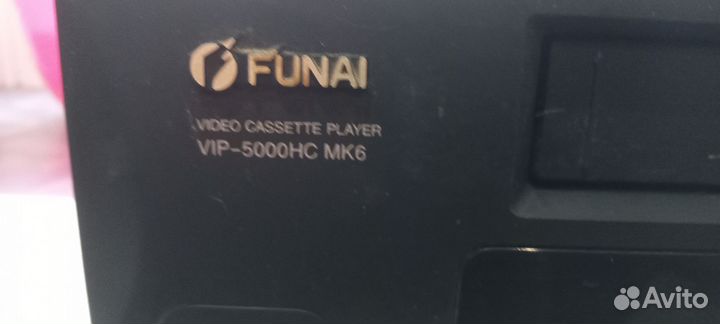 FUNAI
VIDEO CASSETTE PLAYER
VIP-5000HC MK6
Avito